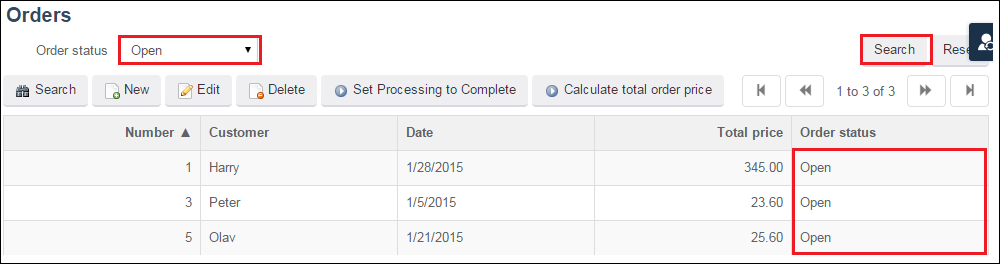 Orders
Order status Open Search Rese
Search New Edit Delete Set Processing to Complete Calculate total order price 1 to 3 of 3
Number ▲ Customer Date Total price Order status
1 Harry 1/28/2015 345.00 Open
3 Peter 1/5/2015 23.60 Open
5 Olav 1/21/2015 25.60 Open